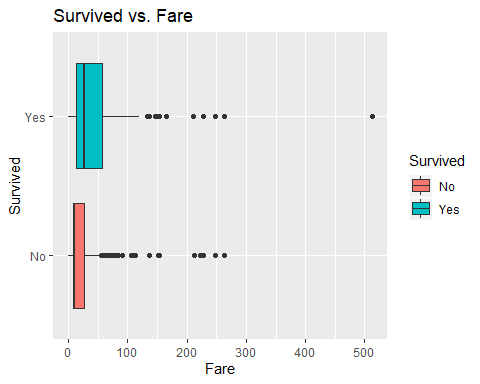 Survived vs. Fare
Yes
No
Survived
0 100 200 300 400 500
Fare
Survived
No
Yes